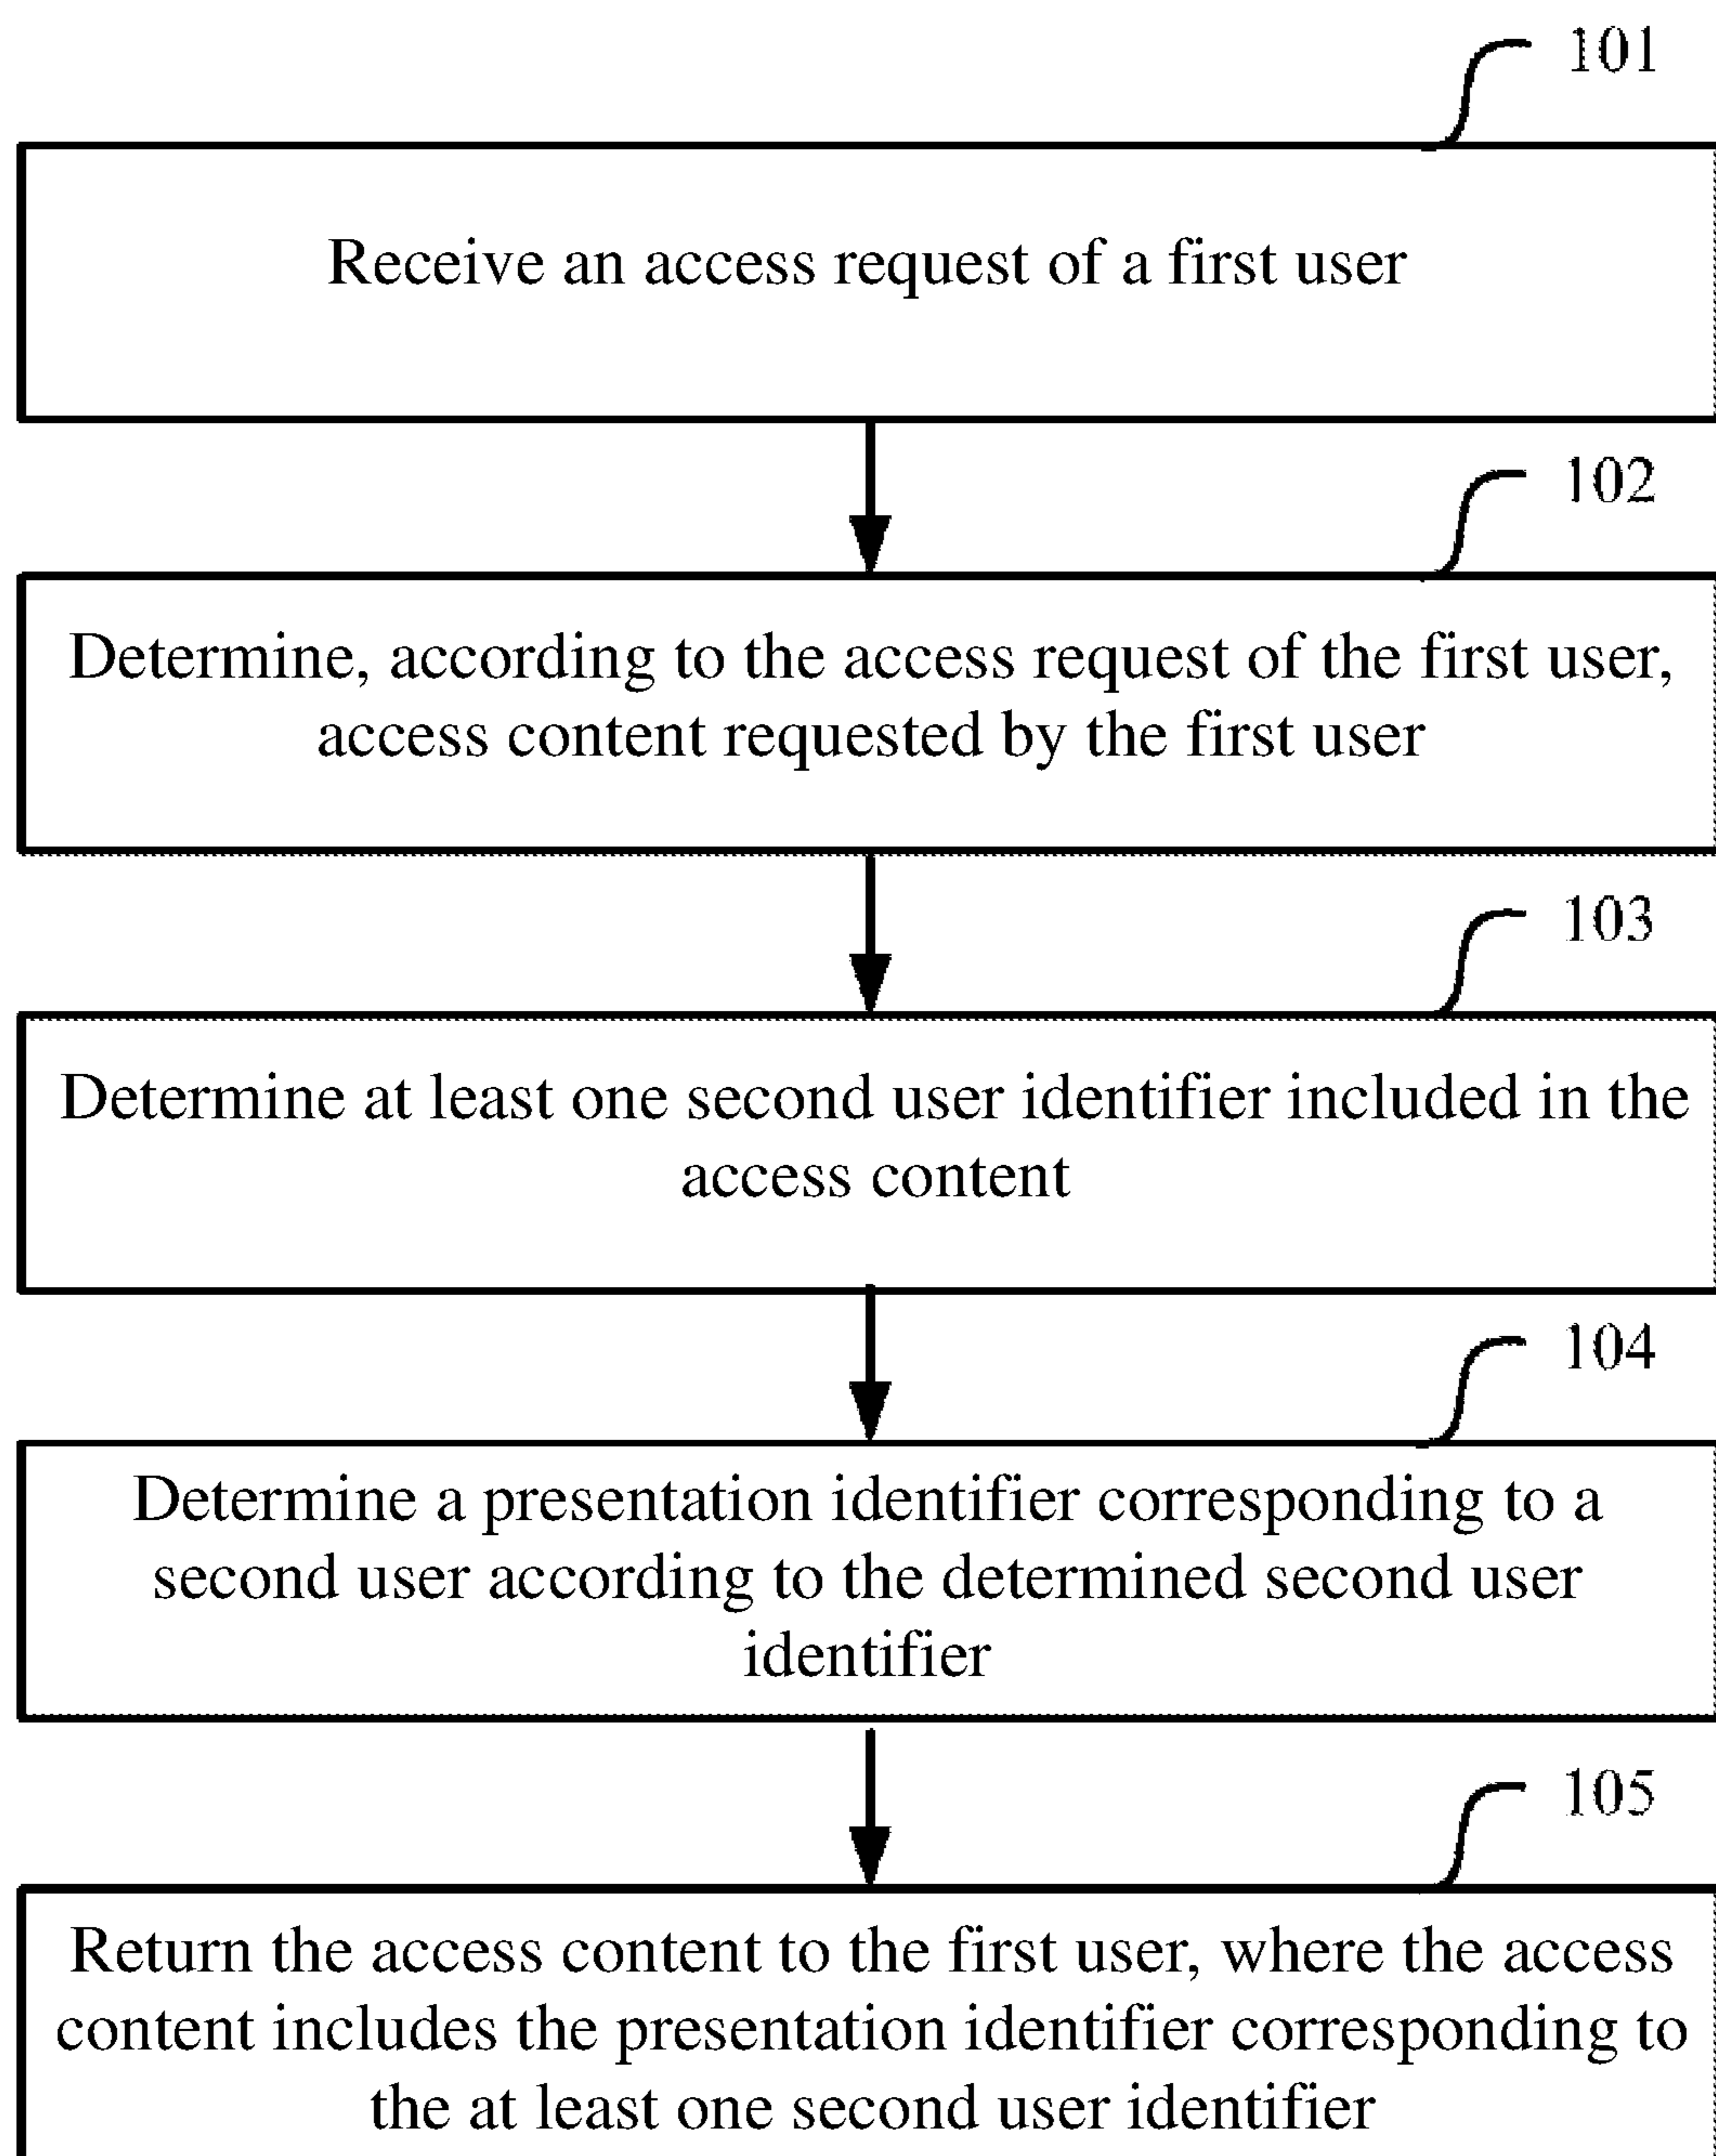 101
Receive an access request of a first user
102
Determine, according to the access request of the first user,
access content requested by the first user
103
Determine at least one second user identifier included in the
access content
104
Determine a presentation identifier corresponding to a
second user according to the determined second user
identifier
105
Return the access content to the first user, where the access
content includes the presentation identifier corresponding to
the at least one second user identifier